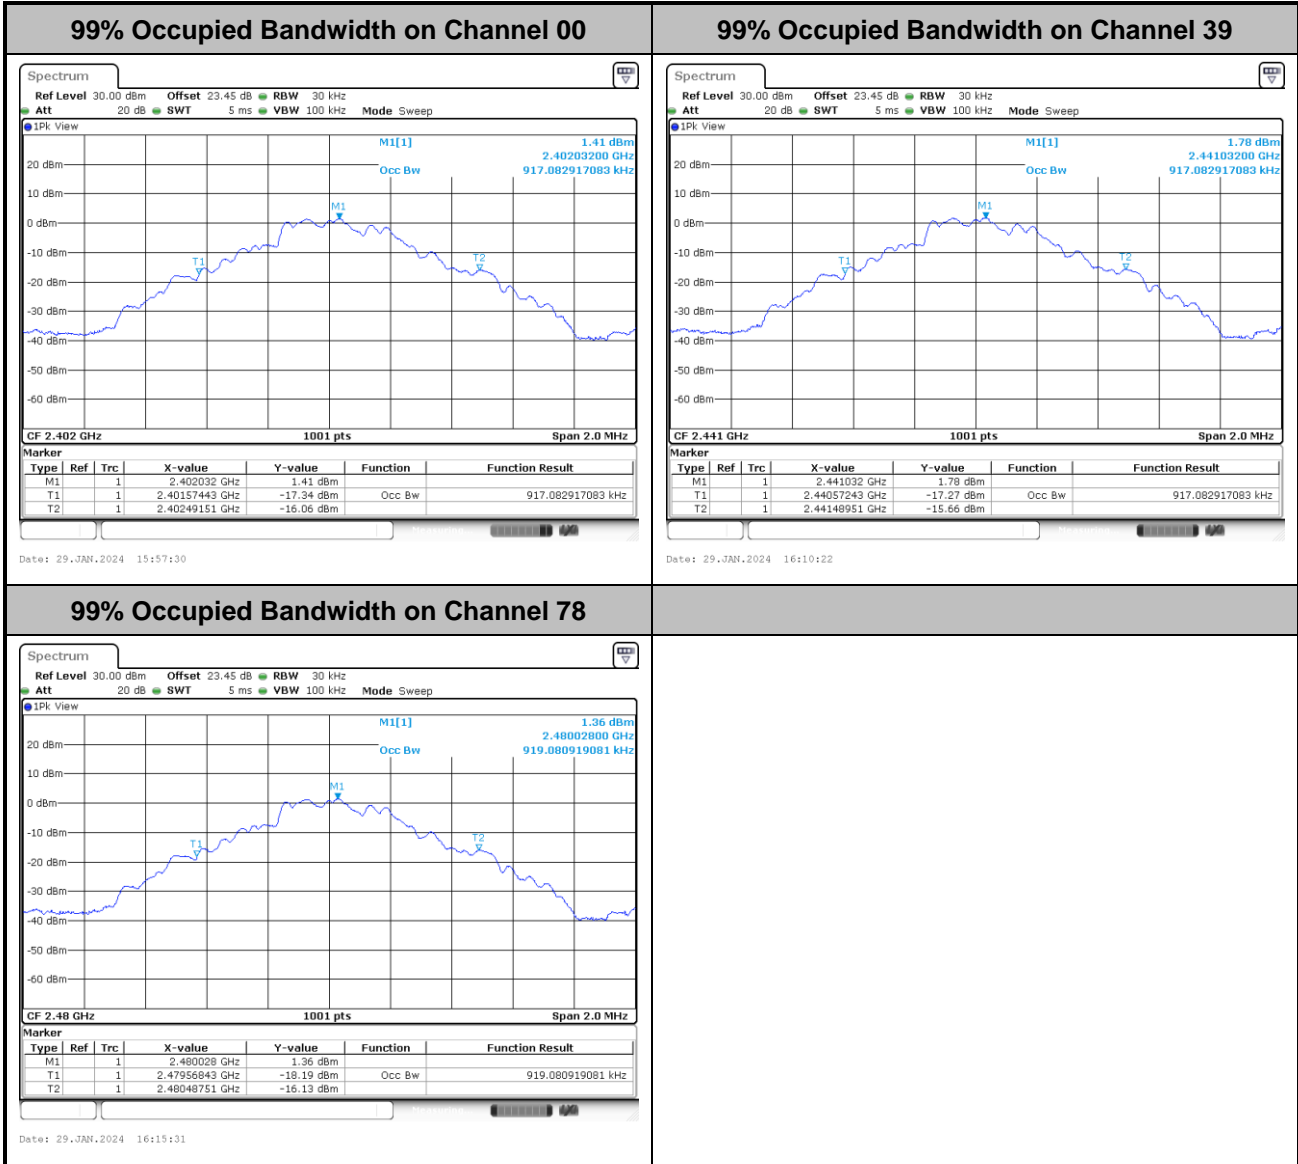 99% Occupied Bandwidth on Channel 00
Spectrum
Ref Level 30.00 dBm Offset 23.45 dB RBW 30 kHz
Att 20 dB SWT 5 ms VBW 100 kHz Mode Sweep
1Pk View
M1[1] 1.41 dBm
2.40203200 GHz
Occ Bw 917.082917083 kHz
20 dBm
10 dBm
M1
0 dBm
-10 dBm
T1
T2
-20 dBm
-30 dBm
-40 dBm
-50 dBm
-60 dBm
CF 2.402 GHz 1001 pts Span 2.0 MHz
Marker
Type Ref Trc X-value Y-value Function Function Result
M1 1 2.402032 GHz 1.41 dBm
T1 1 2.40157443 GHz -17.34 dBm Occ Bw 917.082917083 kHz
T2 1 2.40249151 GHz -16.06 dBm
Date: 29.JAN.2024 15:57:30
99% Occupied Bandwidth on Channel 39
Spectrum
Ref Level 30.00 dBm Offset 23.45 dB RBW 30 kHz
Att 20 dB SWT 5 ms VBW 100 kHz Mode Sweep
1Pk View
M1[1] 1.78 dBm
2.44103200 GHz
Occ Bw 917.082917083 kHz
20 dBm
10 dBm
M1
0 dBm
-10 dBm
T1
T2
-20 dBm
-30 dBm
-40 dBm
-50 dBm
-60 dBm
CF 2.441 GHz 1001 pts Span 2.0 MHz
Marker
Type Ref Trc X-value Y-value Function Function Result
M1 1 2.441032 GHz 1.78 dBm
T1 1 2.44057243 GHz -17.27 dBm Occ Bw 917.082917083 kHz
T2 1 2.44148951 GHz -15.66 dBm
Measuring...
Date: 29.JAN.2024 16:10:22
99% Occupied Bandwidth on Channel 78
Spectrum
Ref Level 30.00 dBm Offset 23.45 dB RBW 30 kHz
Att 20 dB SWT 5 ms VBW 100 kHz Mode Sweep
1Pk View
M1[1] 1.36 dBm
2.48002800 GHz
Occ Bw 919.080919081 kHz
20 dBm
10 dBm
M1
0 dBm
-10 dBm
T1
T2
-20 dBm
-30 dBm
-40 dBm
-50 dBm
-60 dBm
CF 2.48 GHz 1001 pts Span 2.0 MHz
Marker
Type Ref Trc X-value Y-value Function Function Result
M1 1 2.480028 GHz 1.36 dBm
T1 1 2.47956843 GHz -18.19 dBm Occ Bw 919.080919081 kHz
T2 1 2.48048751 GHz -16.13 dBm
Measuring...
Date: 29.JAN.2024 16:15:31